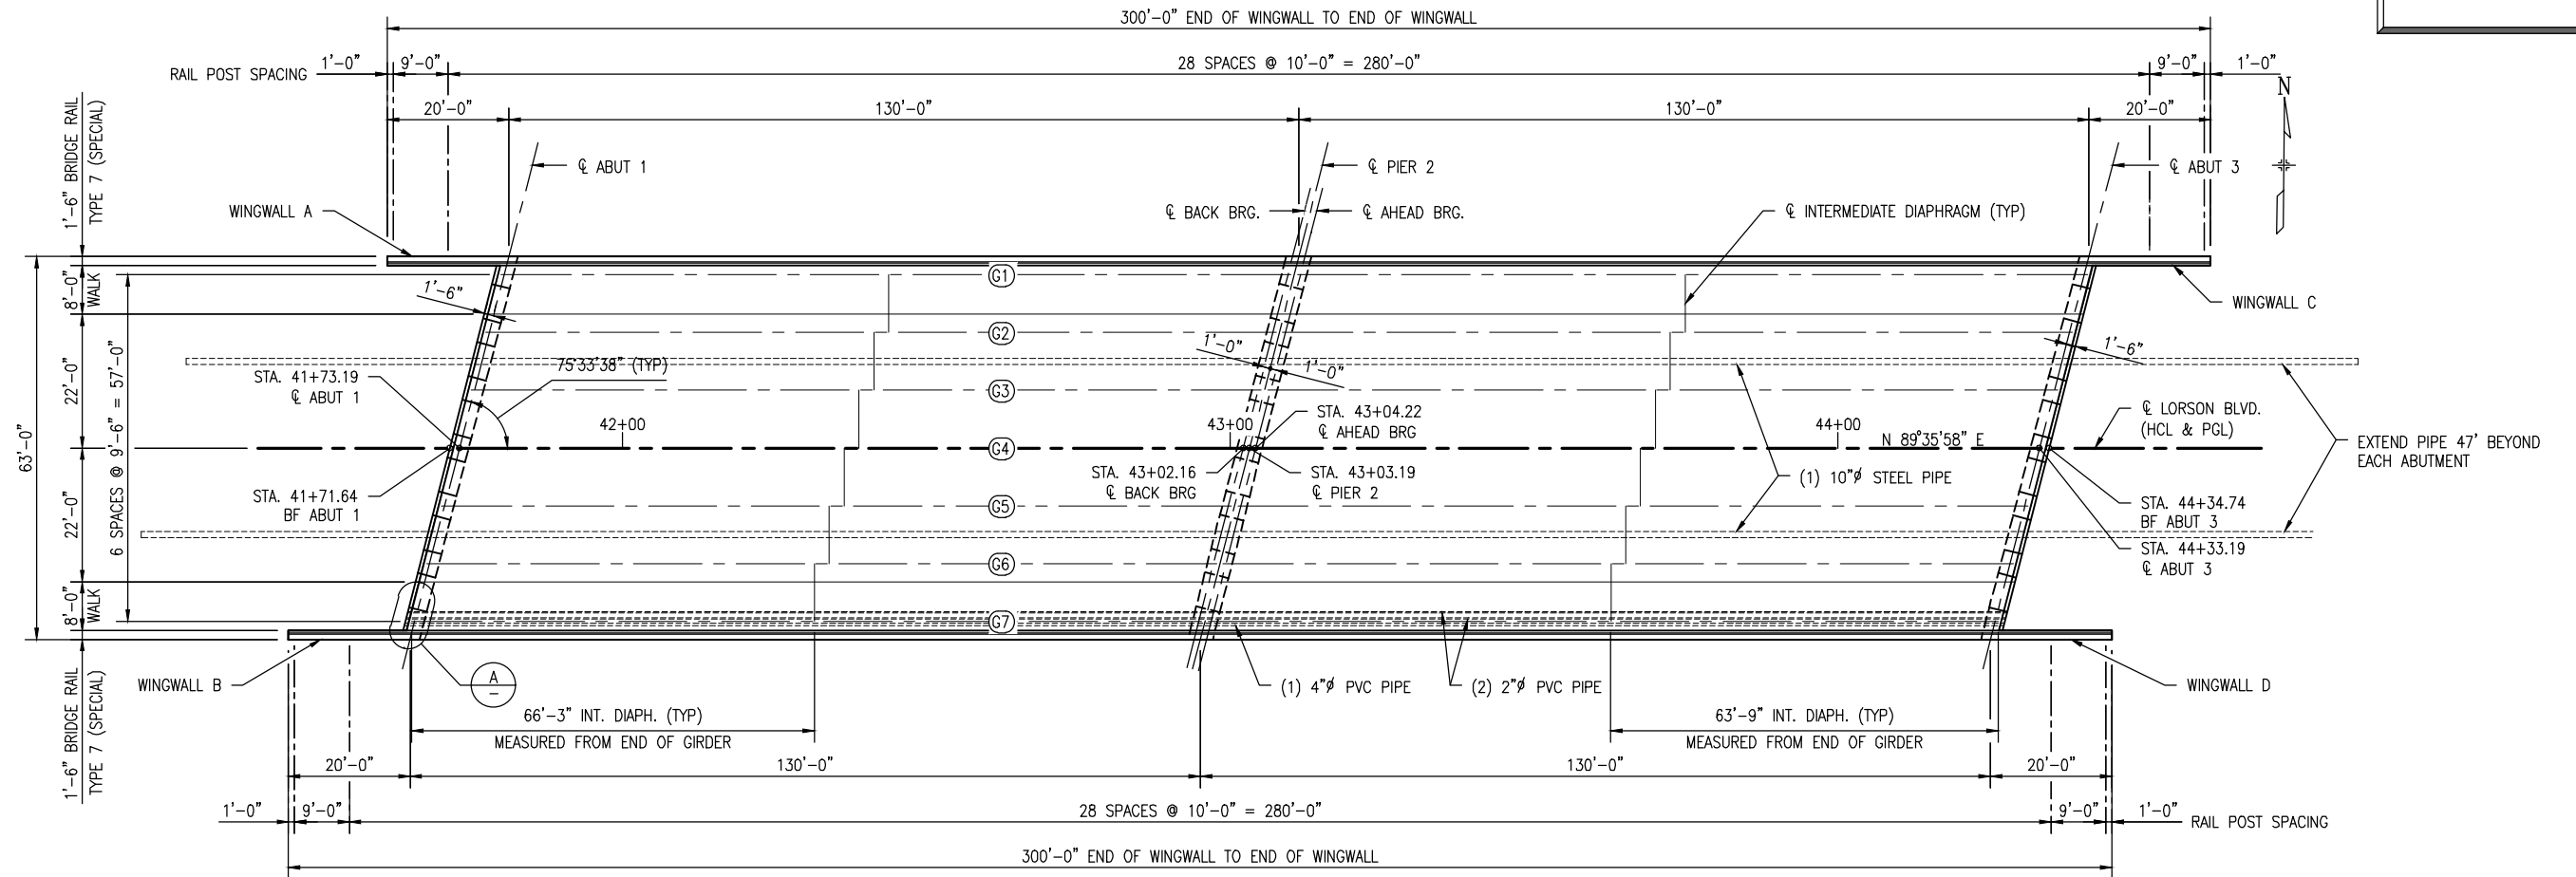 300'-0" END OF WINGWALL TO END OF WINGWALL
RAIL POST SPACING
1'-0"
9'-0"
28 SPACES @ 10'-0" = 280'-0"
9'-0"
1'-0"
N
20'-0"
130'-0"
130'-0"
20'-0"
1'-6" BRIDGE RAIL
TYPE 7 (SPECIAL)
℄ ABUT 1
℄ PIER 2
℄ ABUT 3
WINGWALL A
℄ BACK BRG.
℄ AHEAD BRG.
℄ INTERMEDIATE DIAPHRAGM (TYP)
G1
8'-0"
WALK
1'-6"
WINGWALL C
G2
63'-0"
22'-0"
6 SPACES @ 9'-6" = 57'-0"
75°33'38" (TYP)
1'-0"
1'-0"
1'-6"
STA. 41+73.19
℄ ABUT 1
G3
STA. 43+04.22
℄ AHEAD BRG
℄ LORSON BLVD.
(HCL & PGL)
42+00
43+00
44+00
N 89°35'58" E
G4
EXTEND PIPE 47' BEYOND
EACH ABUTMENT
STA. 43+02.16
℄ BACK BRG
STA. 43+03.19
℄ PIER 2
(1) 10"ø STEEL PIPE
STA. 41+71.64
BF ABUT 1
22'-0"
G5
STA. 44+34.74
BF ABUT 3
STA. 44+33.19
℄ ABUT 3
G6
8'-0"
WALK
G7
1'-6" BRIDGE RAIL
TYPE 7 (SPECIAL)
WINGWALL B
A
–
(1) 4"ø PVC PIPE
(2) 2"ø PVC PIPE
WINGWALL D
66'-3" INT. DIAPH. (TYP)
MEASURED FROM END OF GIRDER
63'-9" INT. DIAPH. (TYP)
MEASURED FROM END OF GIRDER
20'-0"
130'-0"
130'-0"
20'-0"
1'-0"
9'-0"
28 SPACES @ 10'-0" = 280'-0"
9'-0"
1'-0"
RAIL POST SPACING
300'-0" END OF WINGWALL TO END OF WINGWALL